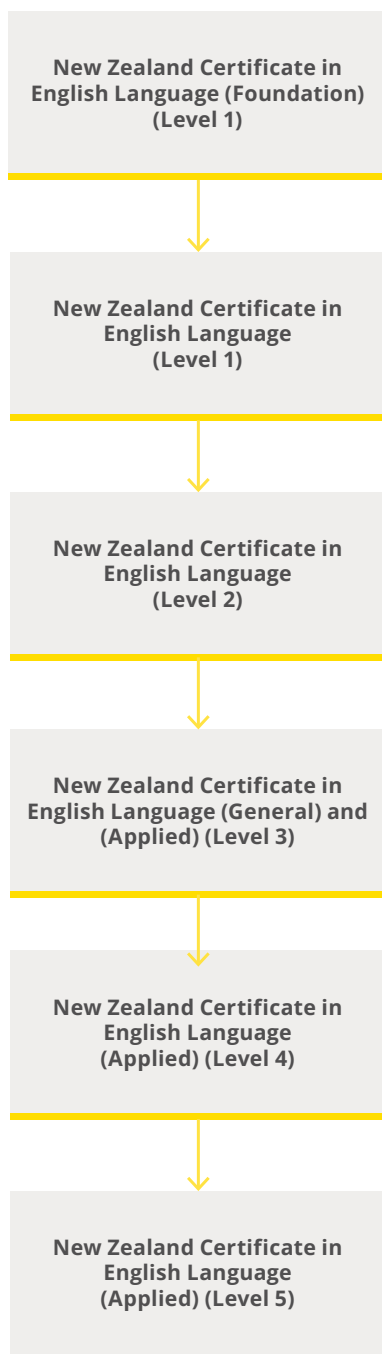 New Zealand Certificate in
English Language (Foundation)
(Level 1)
New Zealand Certificate in
English Language
(Level 1)
New Zealand Certificate in
English Language
(Level 2)
New Zealand Certificate in
English Language (General) and
(Applied) (Level 3)
New Zealand Certificate in
English Language
(Applied) (Level 4)
New Zealand Certificate in
English Language
(Applied) (Level 5)